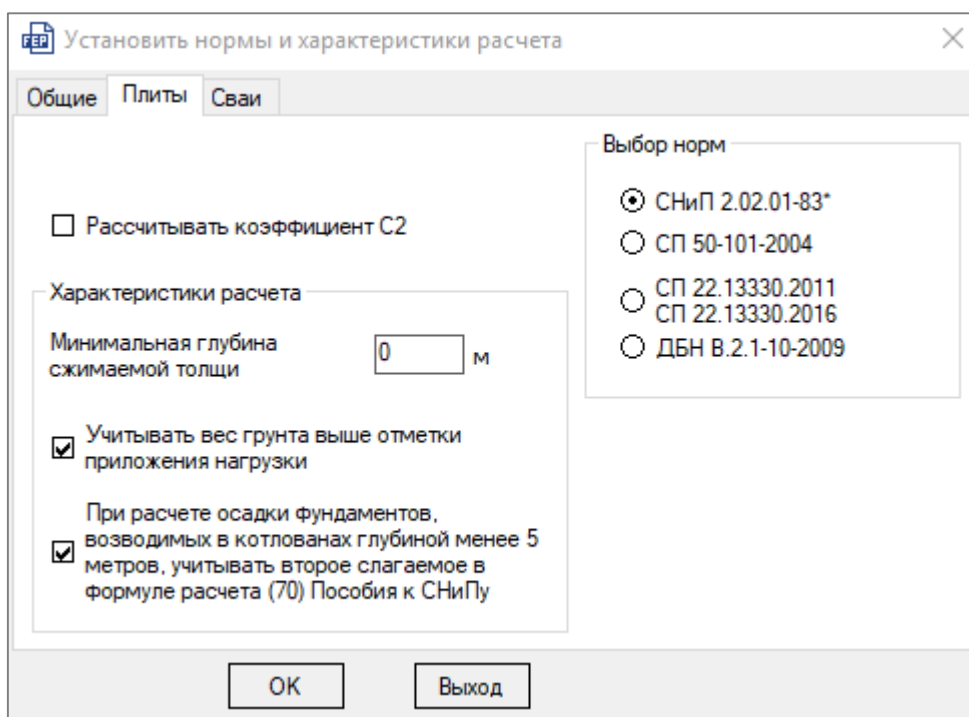 FEP Установить нормы и характеристики расчета
Общие Плиты Сваи
Рассчитывать коэффициент C2
Характеристики расчета
Минимальная глубина
сжимаемой толщи
0 м
Учитывать вес грунта выше отметки
приложения нагрузки
При расчете осадки фундаментов,
возводимых в котлованах глубиной менее 5
метров, учитывать второе слагаемое в
формуле расчета (70) Пособия к СНиПу
Выбор норм
СНиП 2.02.01-83*
СП 50-101-2004
СП 22.13330.2011
СП 22.13330.2016
ДБН В.2.1-10-2009
OK Выход